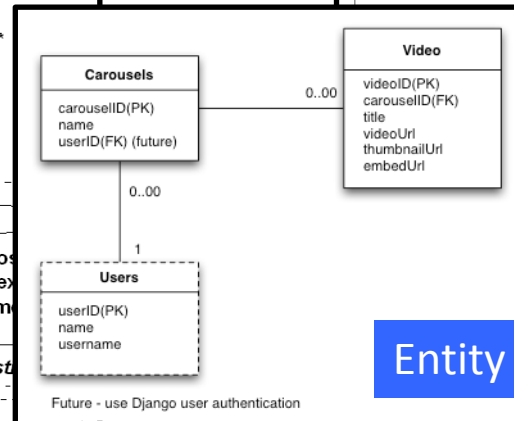 Carousels
carouselID(PK)
name
userID(FK) (future)
0..00
Video
videoID(PK)
carouselID(FK)
title
videoUrl
thumbnailUrl
embedUrl
0..00
1
Users
userID(PK)
name
username
Entity
Future - use Django user authentication